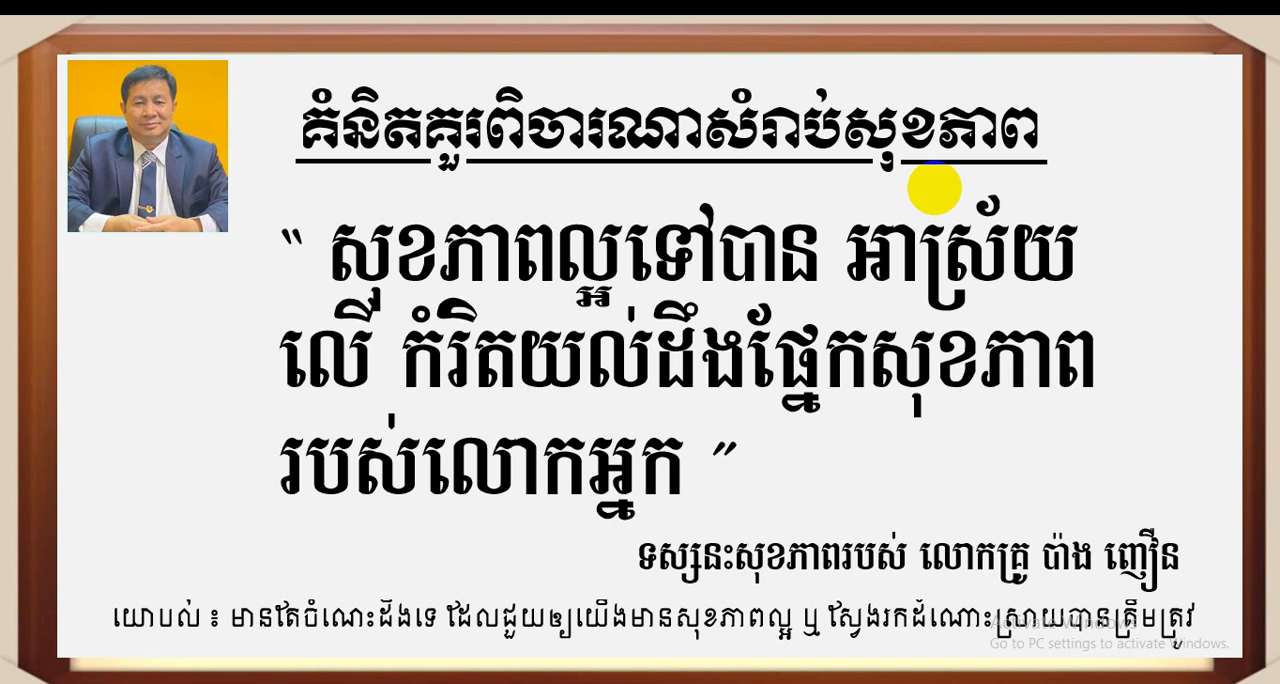 គំនិតគួរពិចារណាសំរាប់សុខភាព
“ សុខភាពល្អទៅបាន អាស្រ័យ
លើ កំរិតយល់ដឹងផ្នែកសុខភាព
របស់លោកអ្នក ”
ទស្សនះសុខភាពរបស់ លោកគ្រូ ប៉ាង ញឿន
យោបល់ ៖ មានតែចំណេះដឹងទេ ដែលជួយឲ្យយើងមានសុខភាពល្អ ឬ ស្វែងរកដំណោះស្រាយបានត្រឹមត្រូវ
Activate Windows
Go to PC settings to activate Windows.